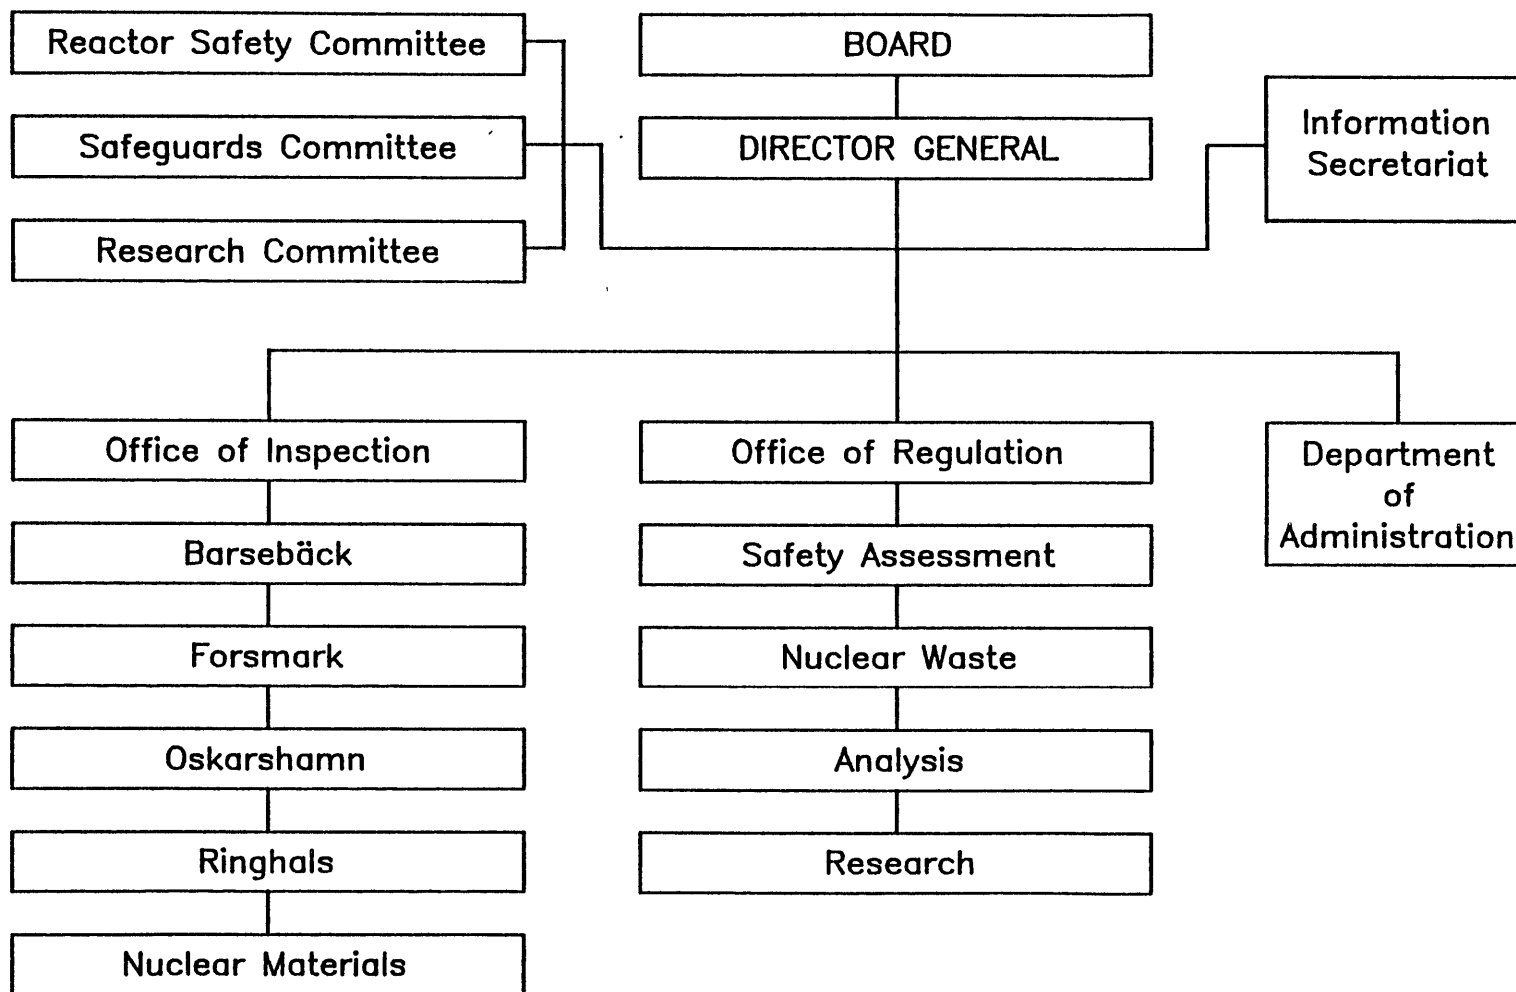 Reactor Safety Committee
BOARD
Safeguards Committee
DIRECTOR GENERAL
Information
Secretariat
Research Committee
Office of Inspection
Office of Regulation
Department
of
Administration
Barsebäck
Safety Assessment
Forsmark
Nuclear Waste
Oskarshamn
Analysis
Ringhals
Research
Nuclear Materials